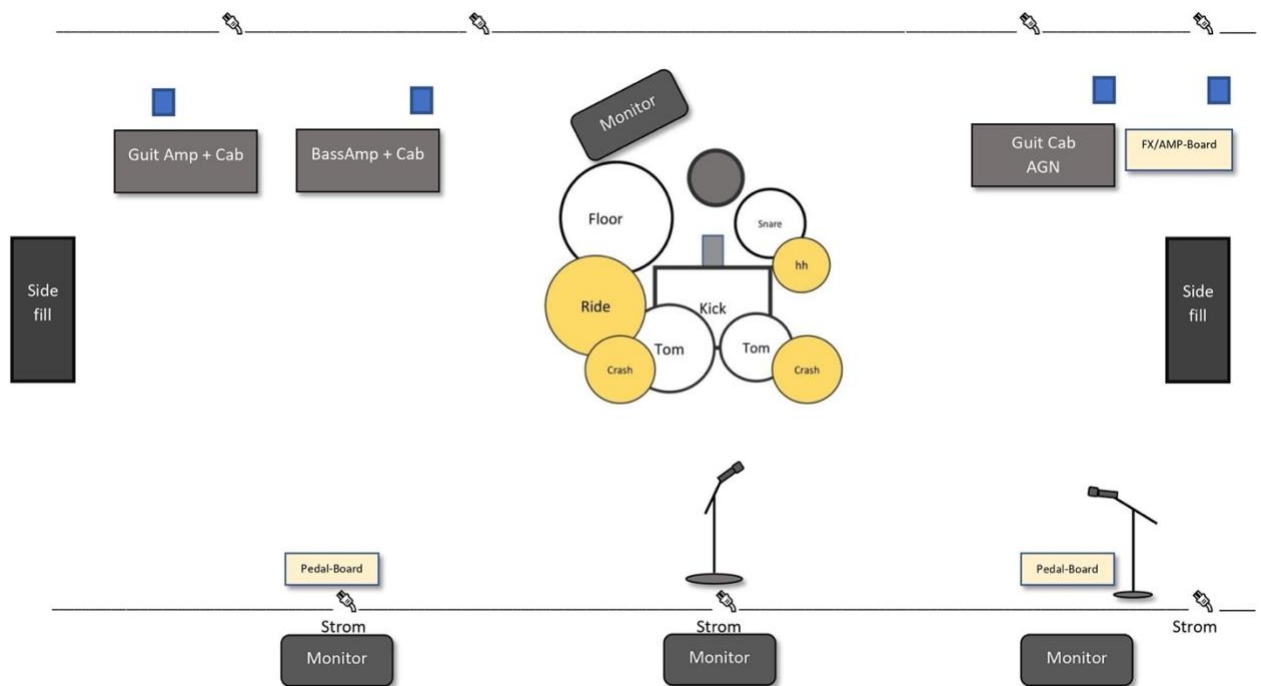 Monitor
Guit Amp + Cab
BassAmp + Cab
Guit Cab
AGN
FX/AMP-Board
Floor
Snare
hh
Side
fill
Ride
Kick
Side
fill
Tom
Tom
Crash
Crash
Pedal-Board
Pedal-Board
Strom
Strom
Strom
Monitor
Monitor
Monitor